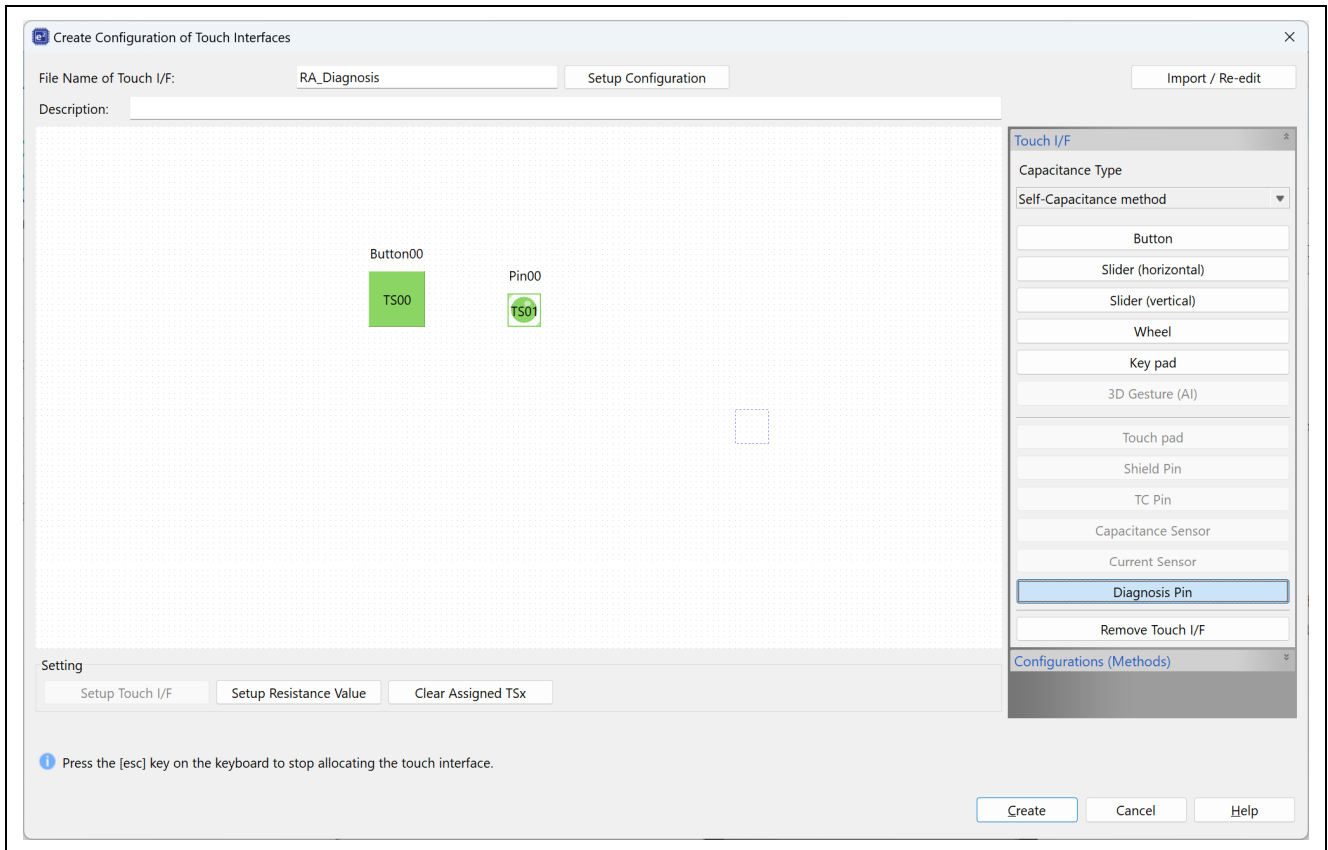 Create Configuration of Touch Interfaces
File Name of Touch I/F: RA_Diagnosis Setup Configuration Import / Re-edit
Description:
Touch I/F
Capacitance Type
Self-Capacitance method
Button
Slider (horizontal)
Slider (vertical)
Wheel
Key pad
3D Gesture (AI)
Touch pad
Shield Pin
TC Pin
Capacitance Sensor
Current Sensor
Diagnosis Pin
Remove Touch I/F
Configurations (Methods)
Button00
TS00
Pin00
TS01
Setting
Setup Touch I/F Setup Resistance Value Clear Assigned TSx
Press the [esc] key on the keyboard to stop allocating the touch interface.
Create Cancel Help